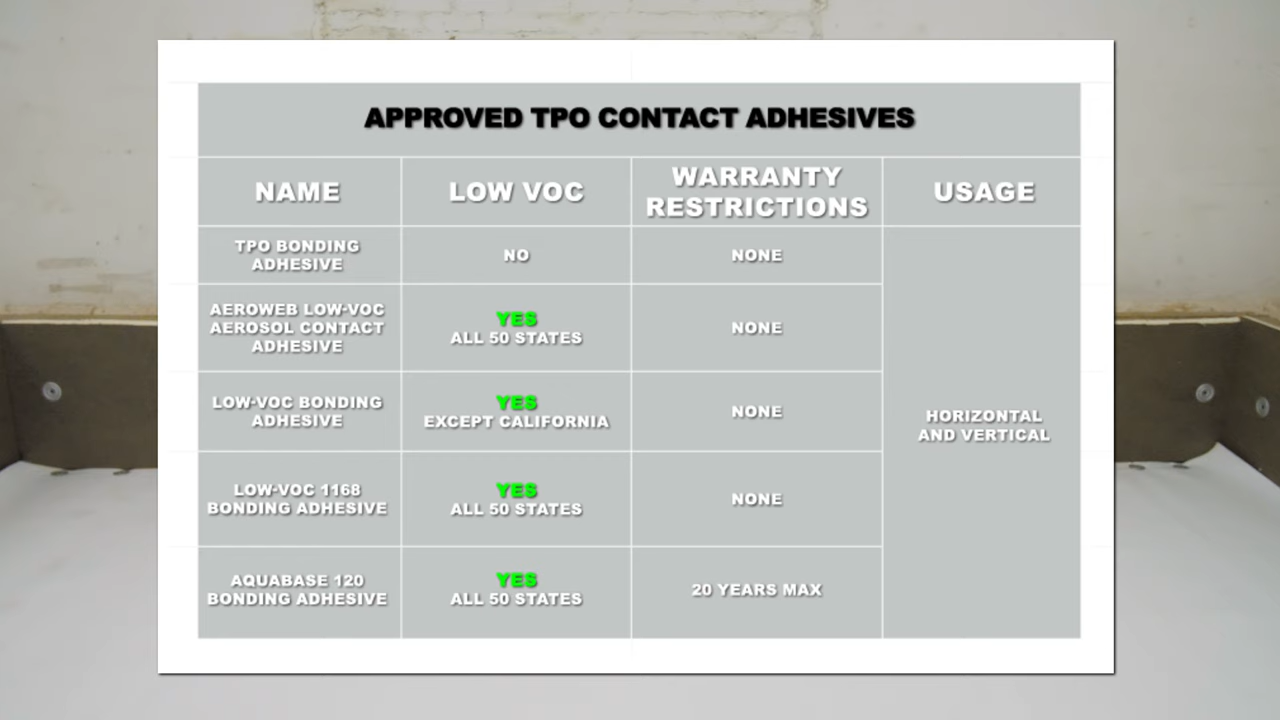 APPROVED TPO CONTACT ADHESIVES
NAME
LOW VOC
WARRANTY
RESTRICTIONS
USAGE
TPO BONDING
ADHESIVE
NO
NONE
AEROWEB LOW-VOC
AEROSOL CONTACT
ADHESIVE
YES
ALL 50 STATES
NONE
LOW-VOC BONDING
ADHESIVE
YES
EXCEPT CALIFORNIA
NONE
HORIZONTAL
AND VERTICAL
LOW-VOC 1168
BONDING ADHESIVE
YES
ALL 50 STATES
NONE
AQUABASE 120
BONDING ADHESIVE
YES
ALL 50 STATES
20 YEARS MAX